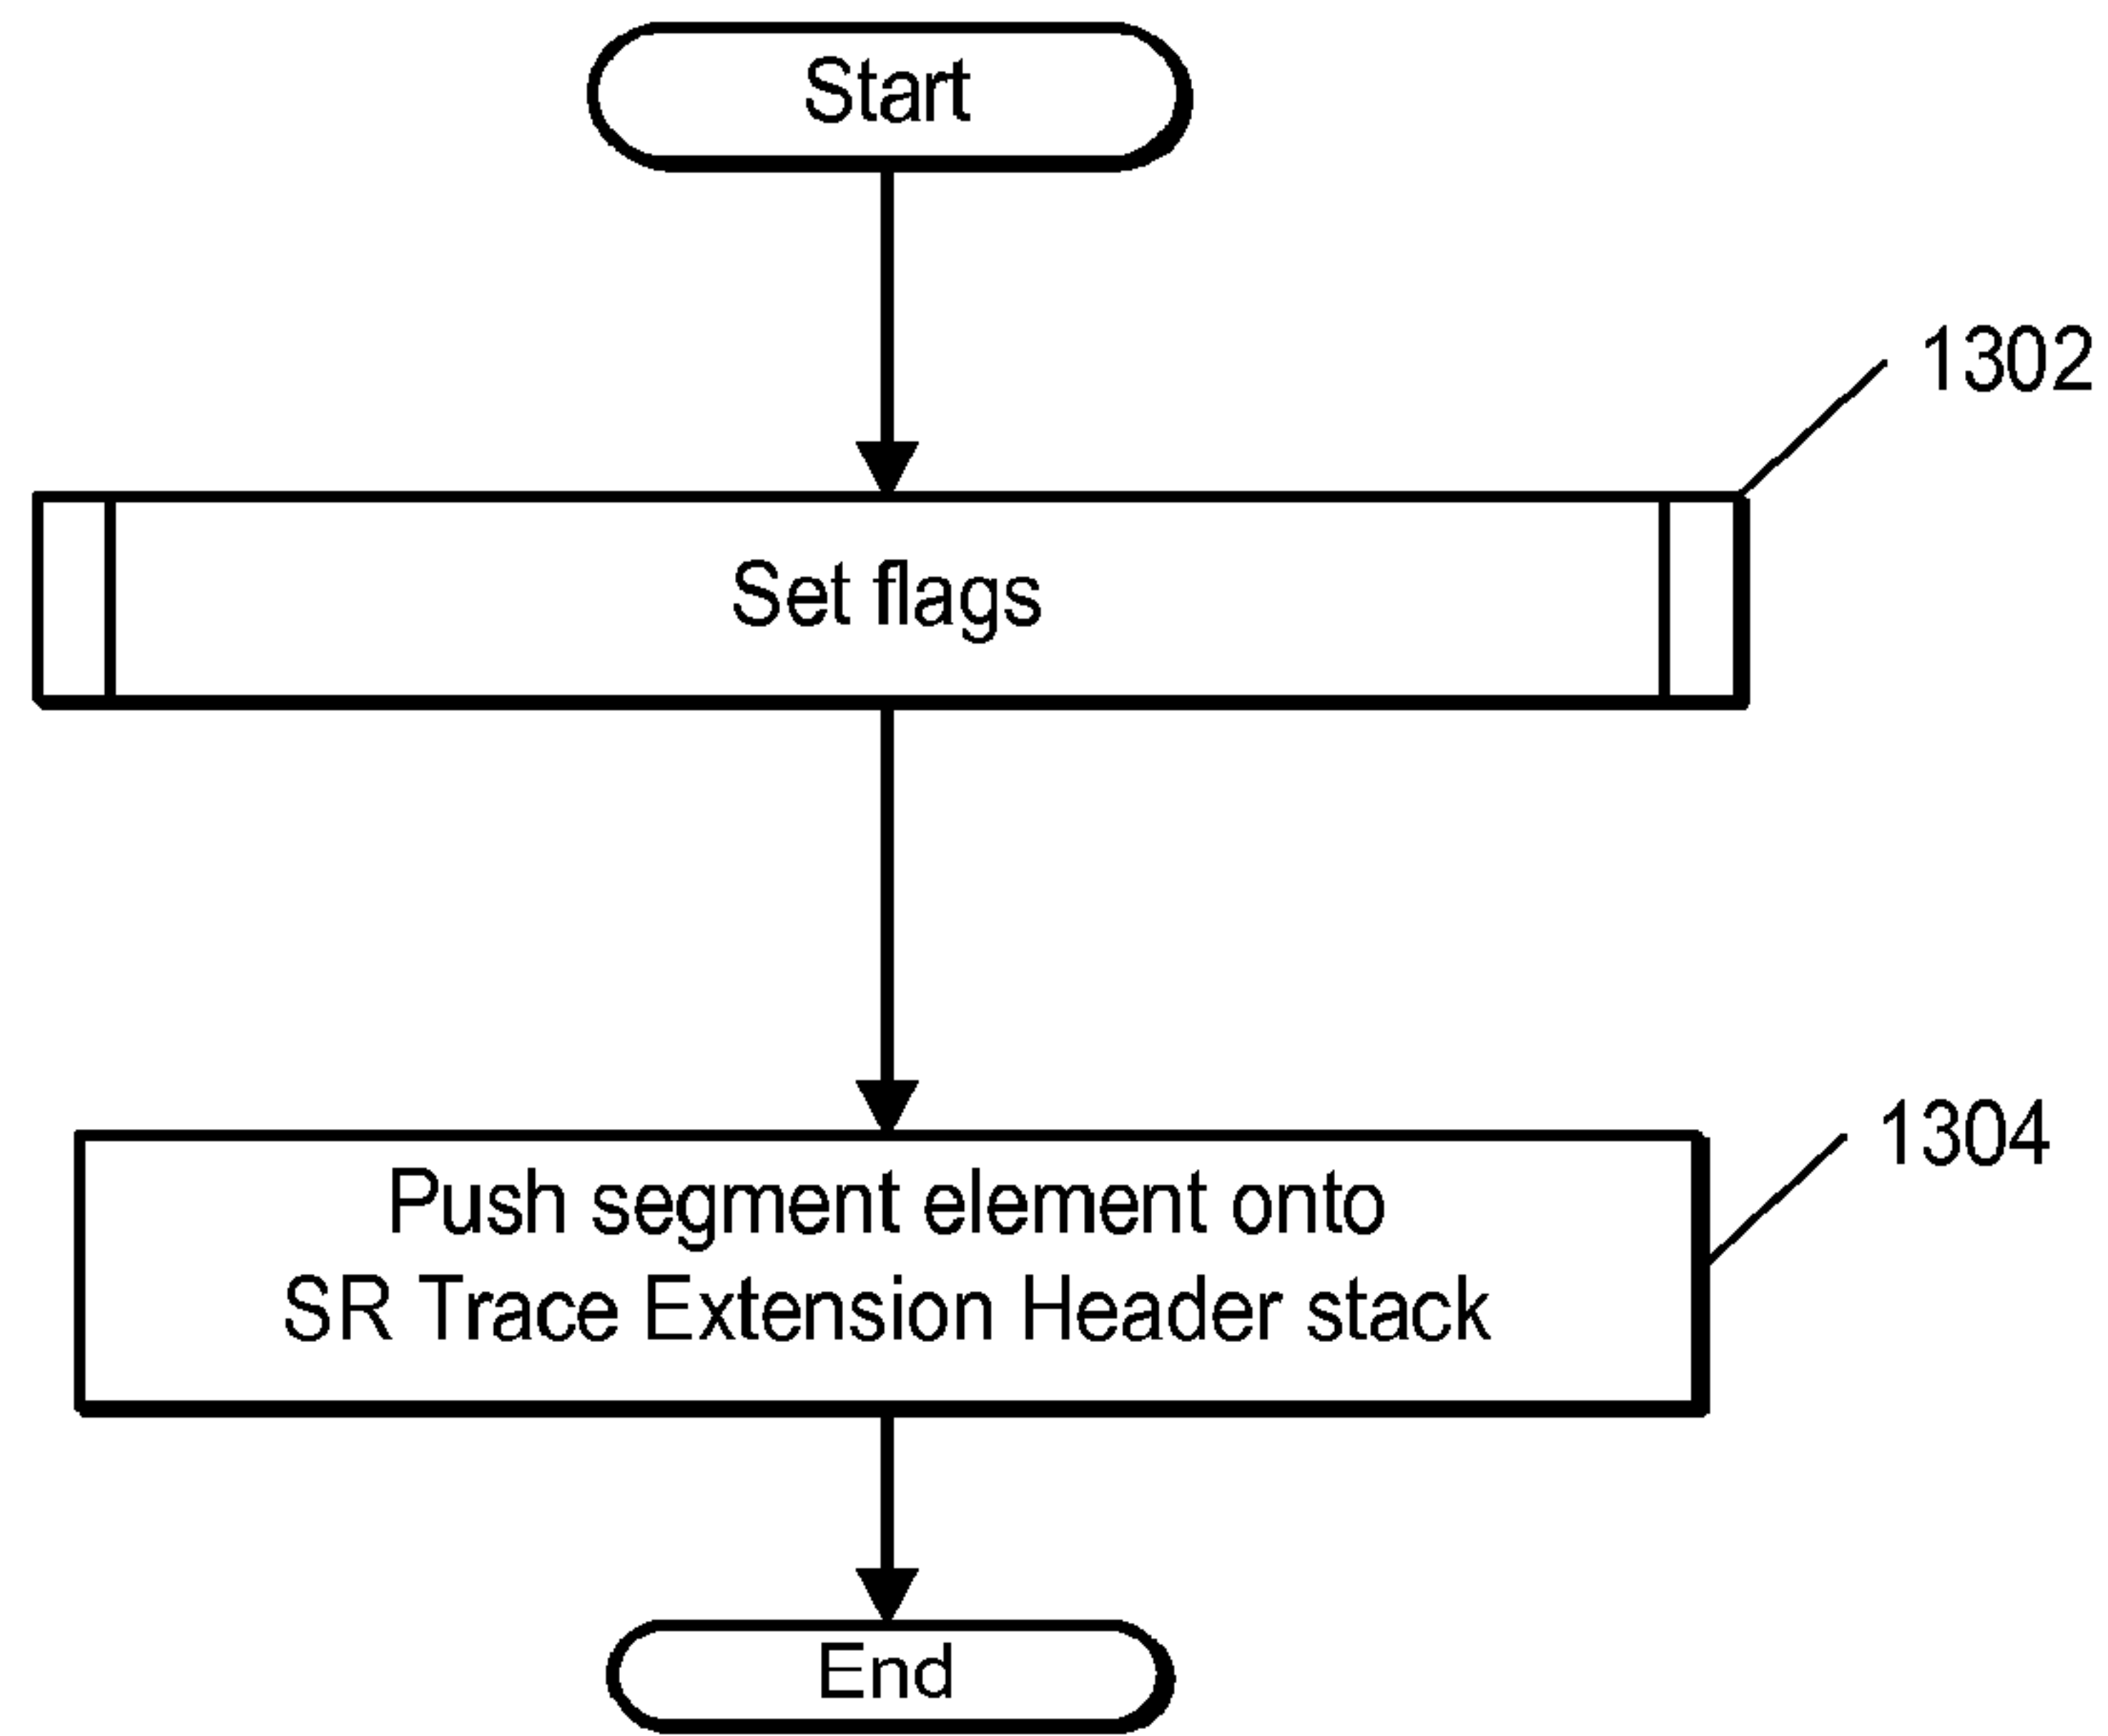 Start
1302
Set flags
1304
Push segment element onto
SR Trace Extension Header stack
End